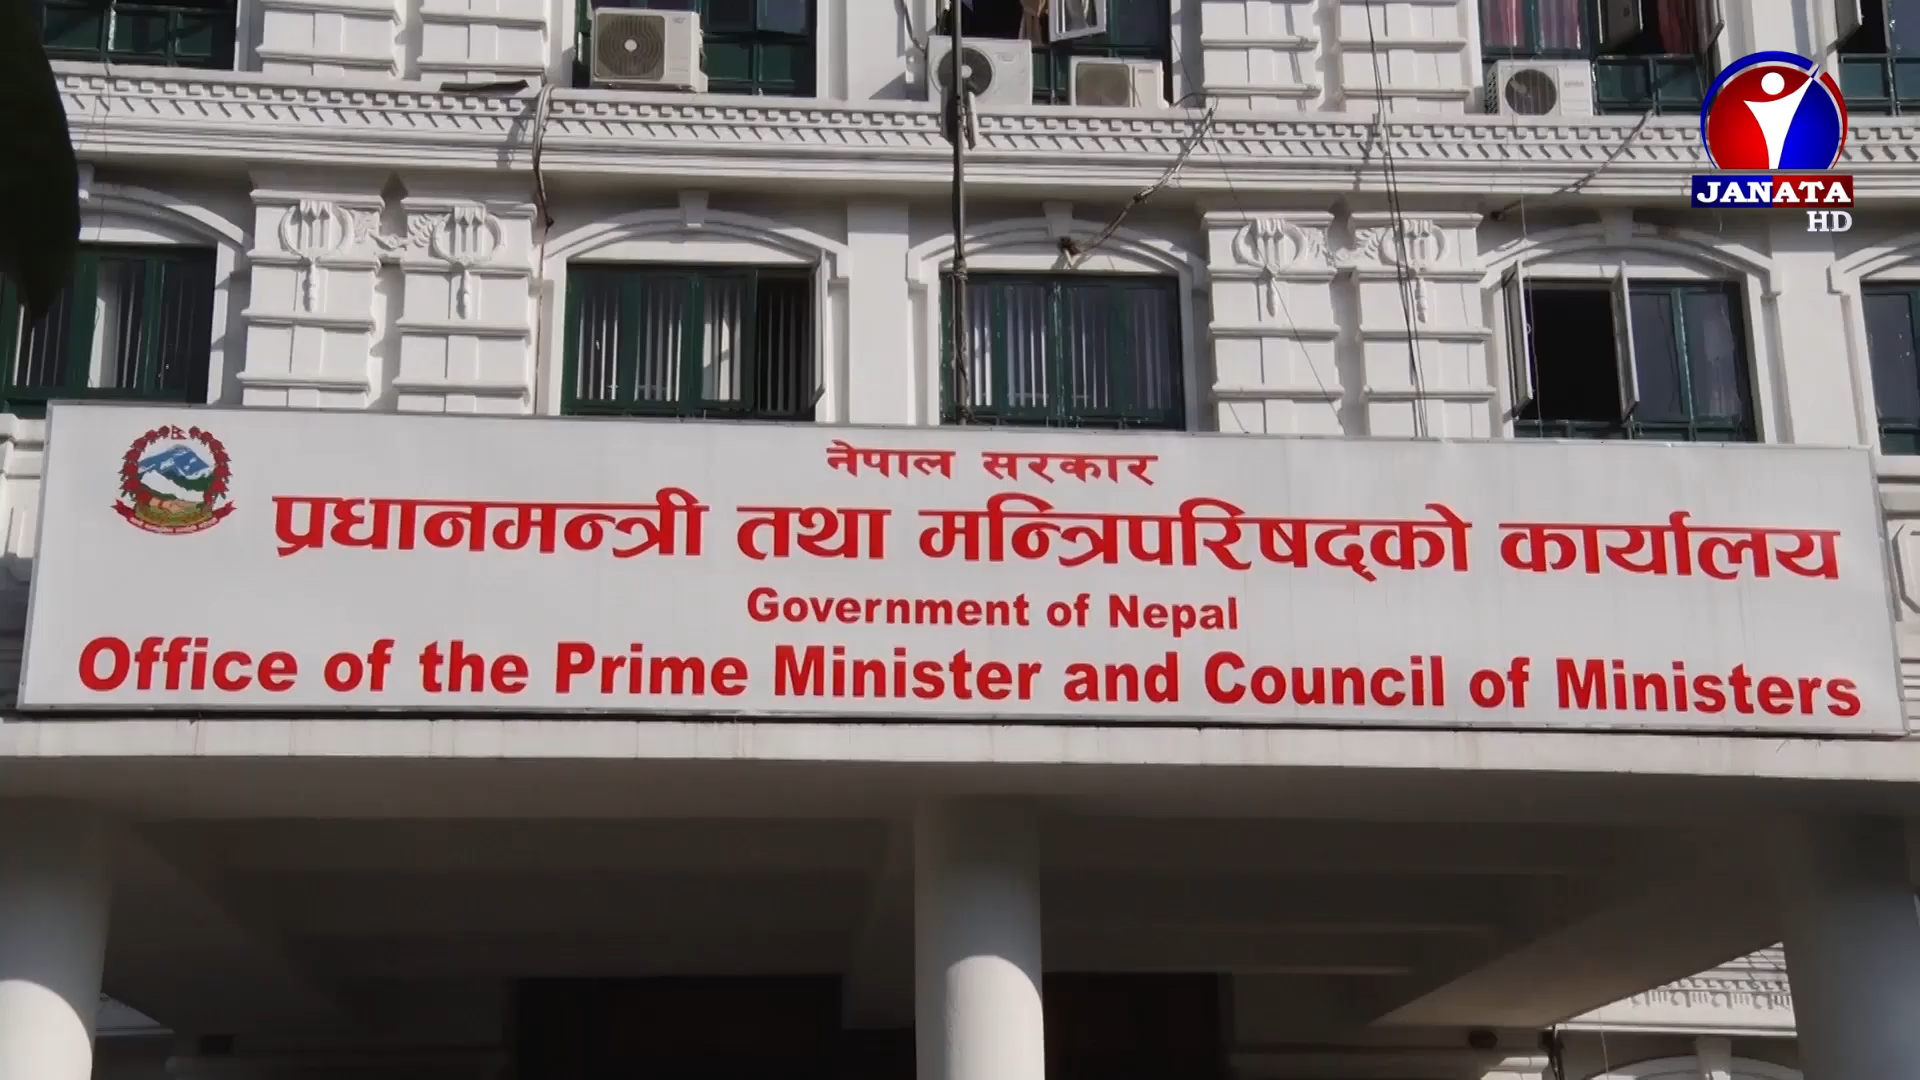 JANATA
HD
नेपाल सरकार
प्रधानमन्त्री तथा मन्त्रिपरिषद्को कार्यालय
Government of Nepal
Office of the Prime Minister and Council of Ministers